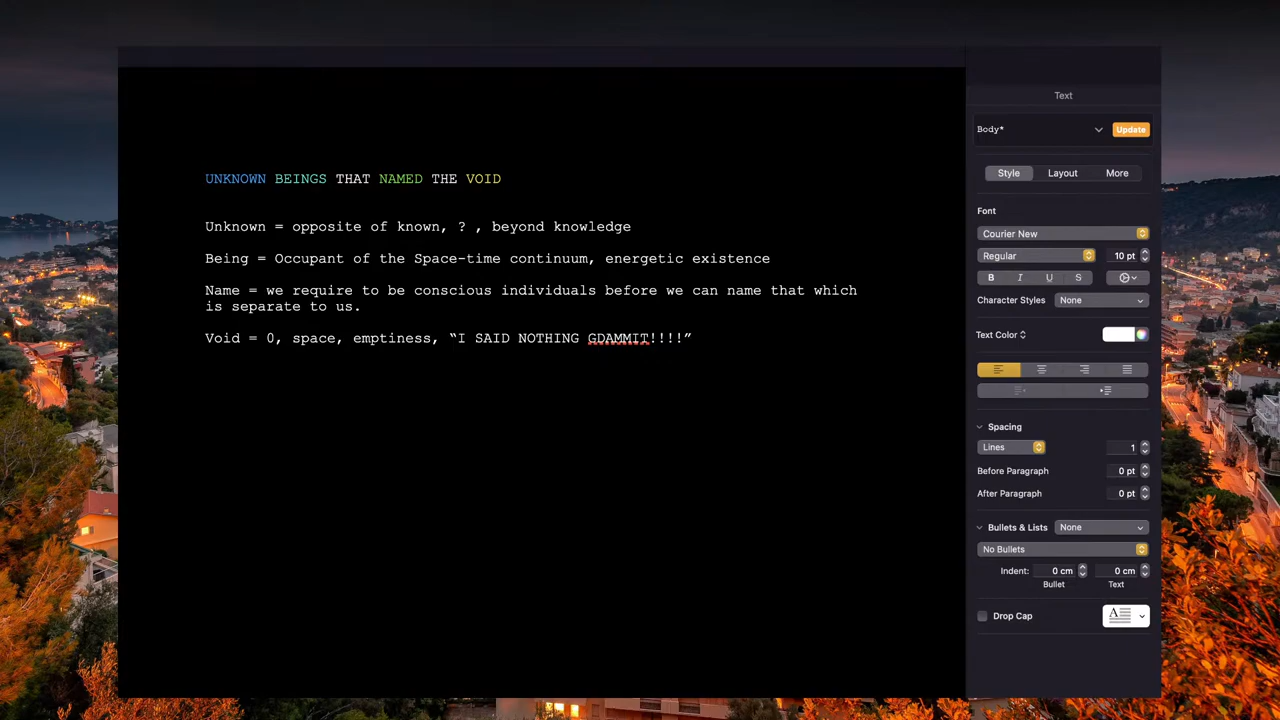 Text
Body*
Update
UNKNOWN BEINGS THAT NAMED THE VOID
Style Layout More
Font
Unknown = opposite of known, ? , beyond knowledge
Courier New
Being = Occupant of the Space-time continuum, energetic existence
Regular 10 pt
B I U S
Name = we require to be conscious individuals before we can name that which
is separate to us.
Character Styles None
Void = 0, space, emptiness, “I SAID NOTHING GDAMMIT!!!!”
Text Color
Spacing
Lines 1
Before Paragraph 0 pt
After Paragraph 0 pt
Bullets & Lists None
No Bullets
Indent: 0 cm 0 cm
Bullet Text
Drop Cap A